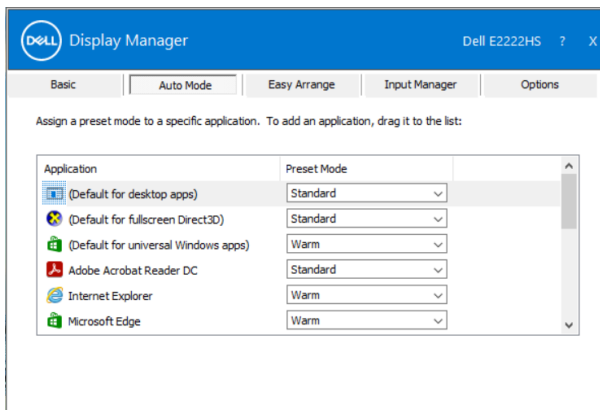 DELL Display Manager Dell E2222HS ? X
Basic Auto Mode Easy Arrange Input Manager Options
Assign a preset mode to a specific application. To add an application, drag it to the list:
Application Preset Mode
(Default for desktop apps) Standard
(Default for fullscreen Direct3D) Standard
(Default for universal Windows apps) Warm
Adobe Acrobat Reader DC Standard
Internet Explorer Warm
Microsoft Edge Warm